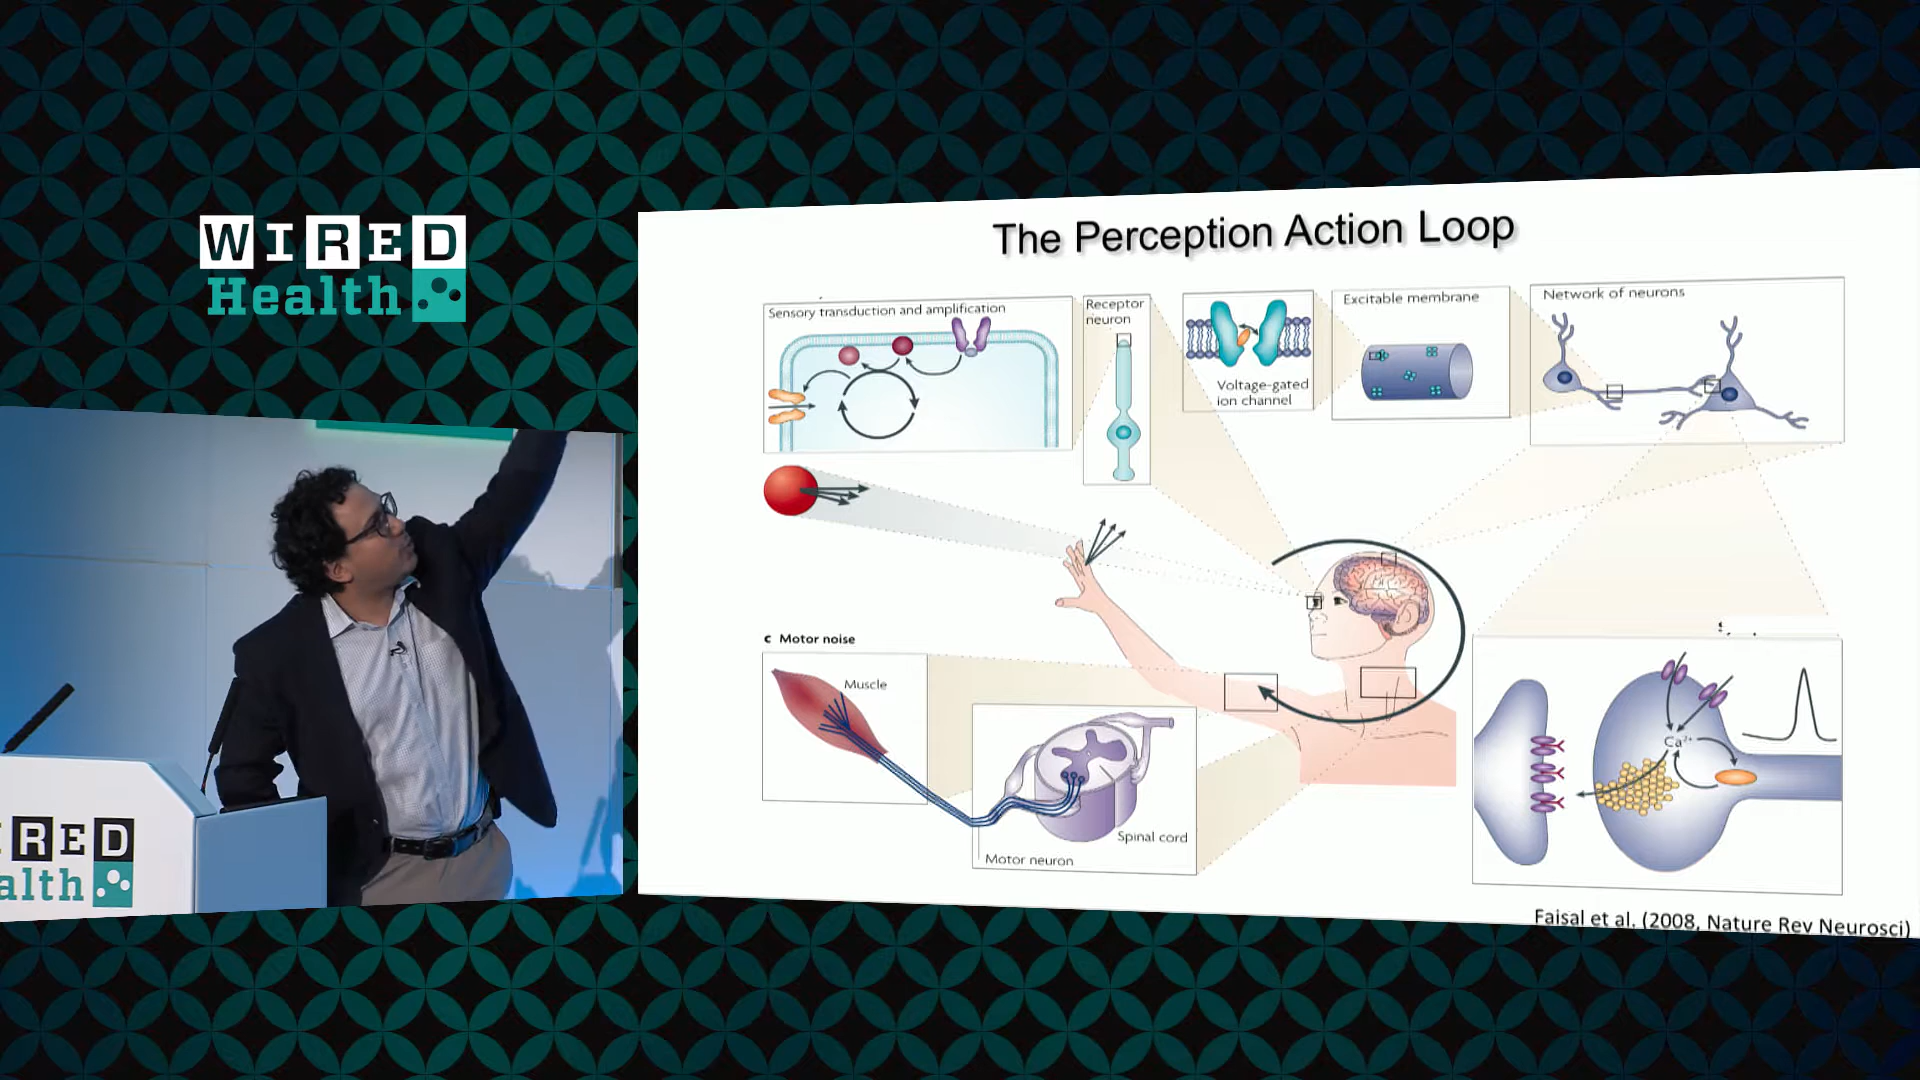 WIRED
Health
The Perception Action Loop
Sensory transduction and amplification
Receptor
neuron
Voltage-gated
ion channel
Excitable membrane
Network of neurons
c Motor noise
Muscle
Spinal cord
Motor neuron
Ca2+
Faisal et al. (2008, Nature Rev Neurosci)
RED
alth